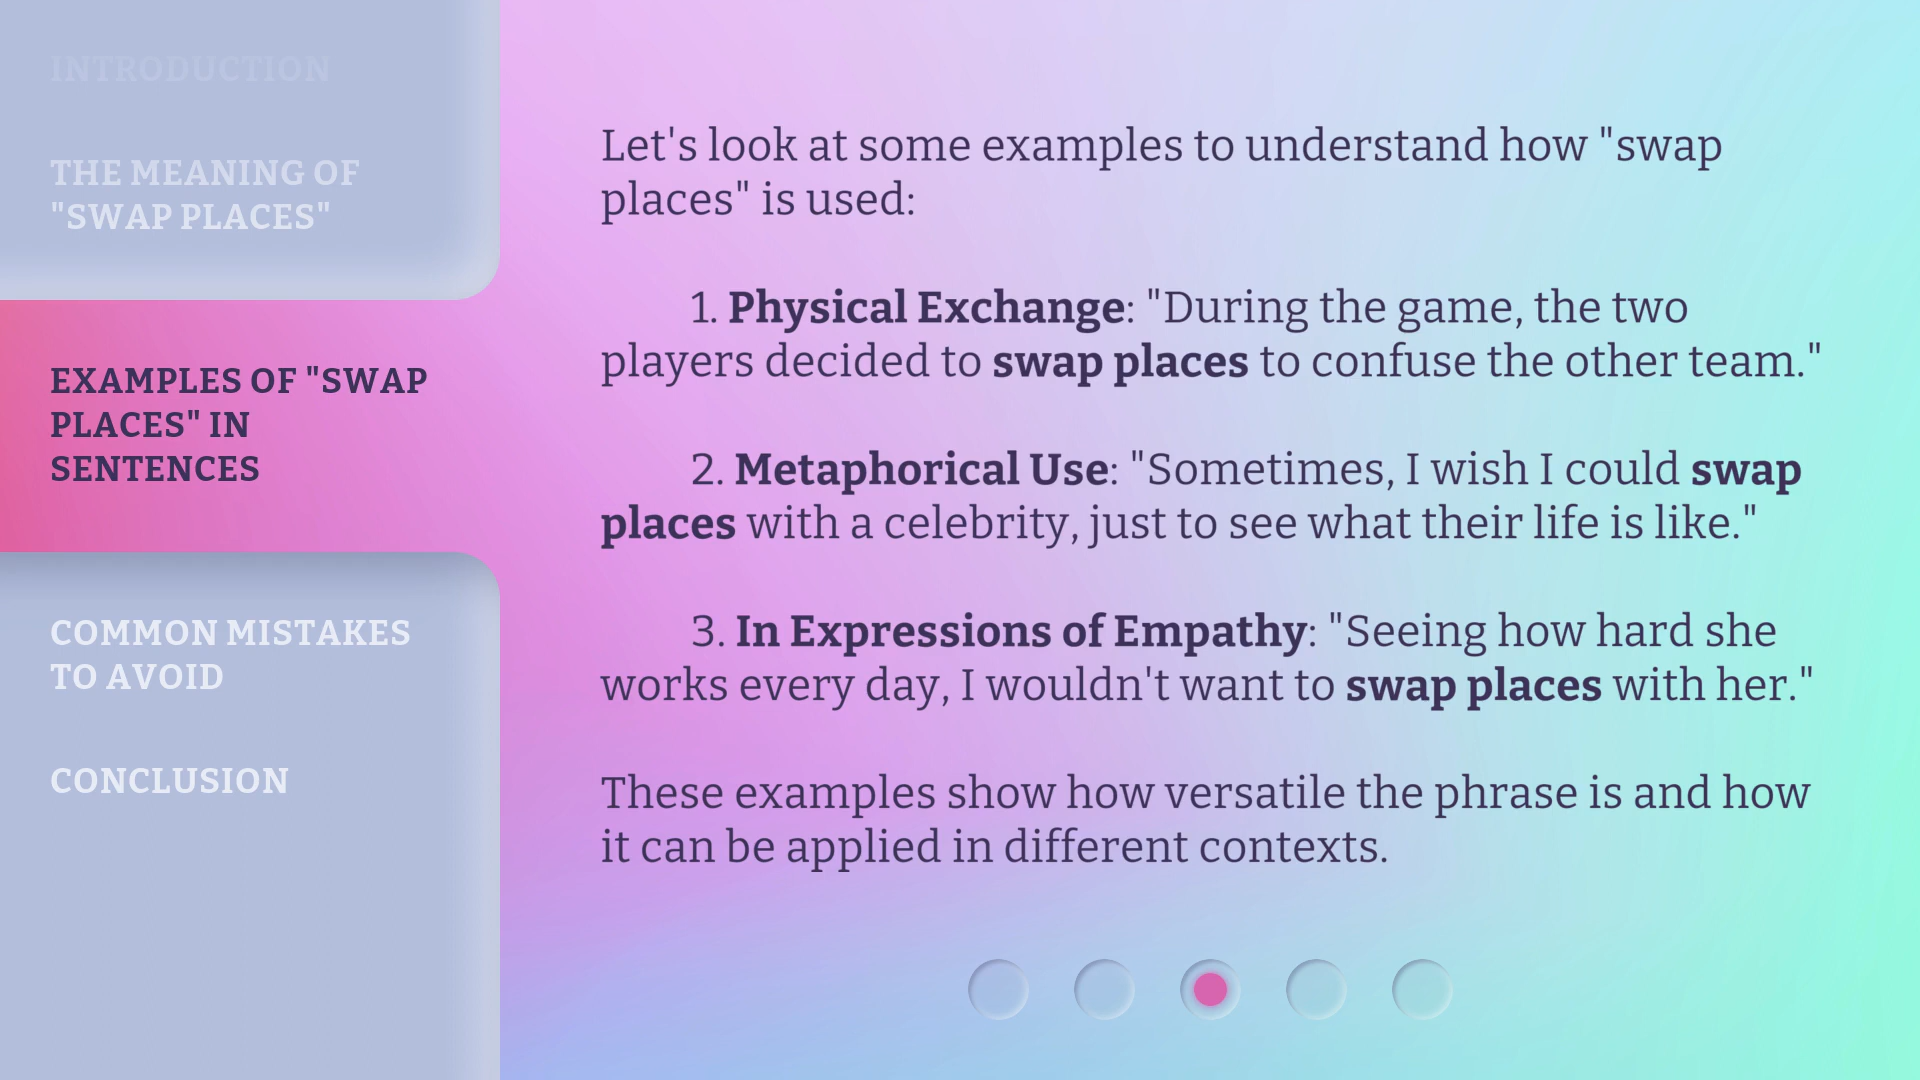 INTRODUCTION
THE MEANING OF
"SWAP PLACES"
EXAMPLES OF "SWAP
PLACES" IN
SENTENCES
COMMON MISTAKES
TO AVOID
CONCLUSION
Let's look at some examples to understand how "swap
places" is used:
1. Physical Exchange: "During the game, the two
players decided to swap places to confuse the other team."
2. Metaphorical Use: "Sometimes, I wish I could swap
places with a celebrity, just to see what their life is like."
3. In Expressions of Empathy: "Seeing how hard she
works every day, I wouldn't want to swap places with her."
These examples show how versatile the phrase is and how
it can be applied in different contexts.